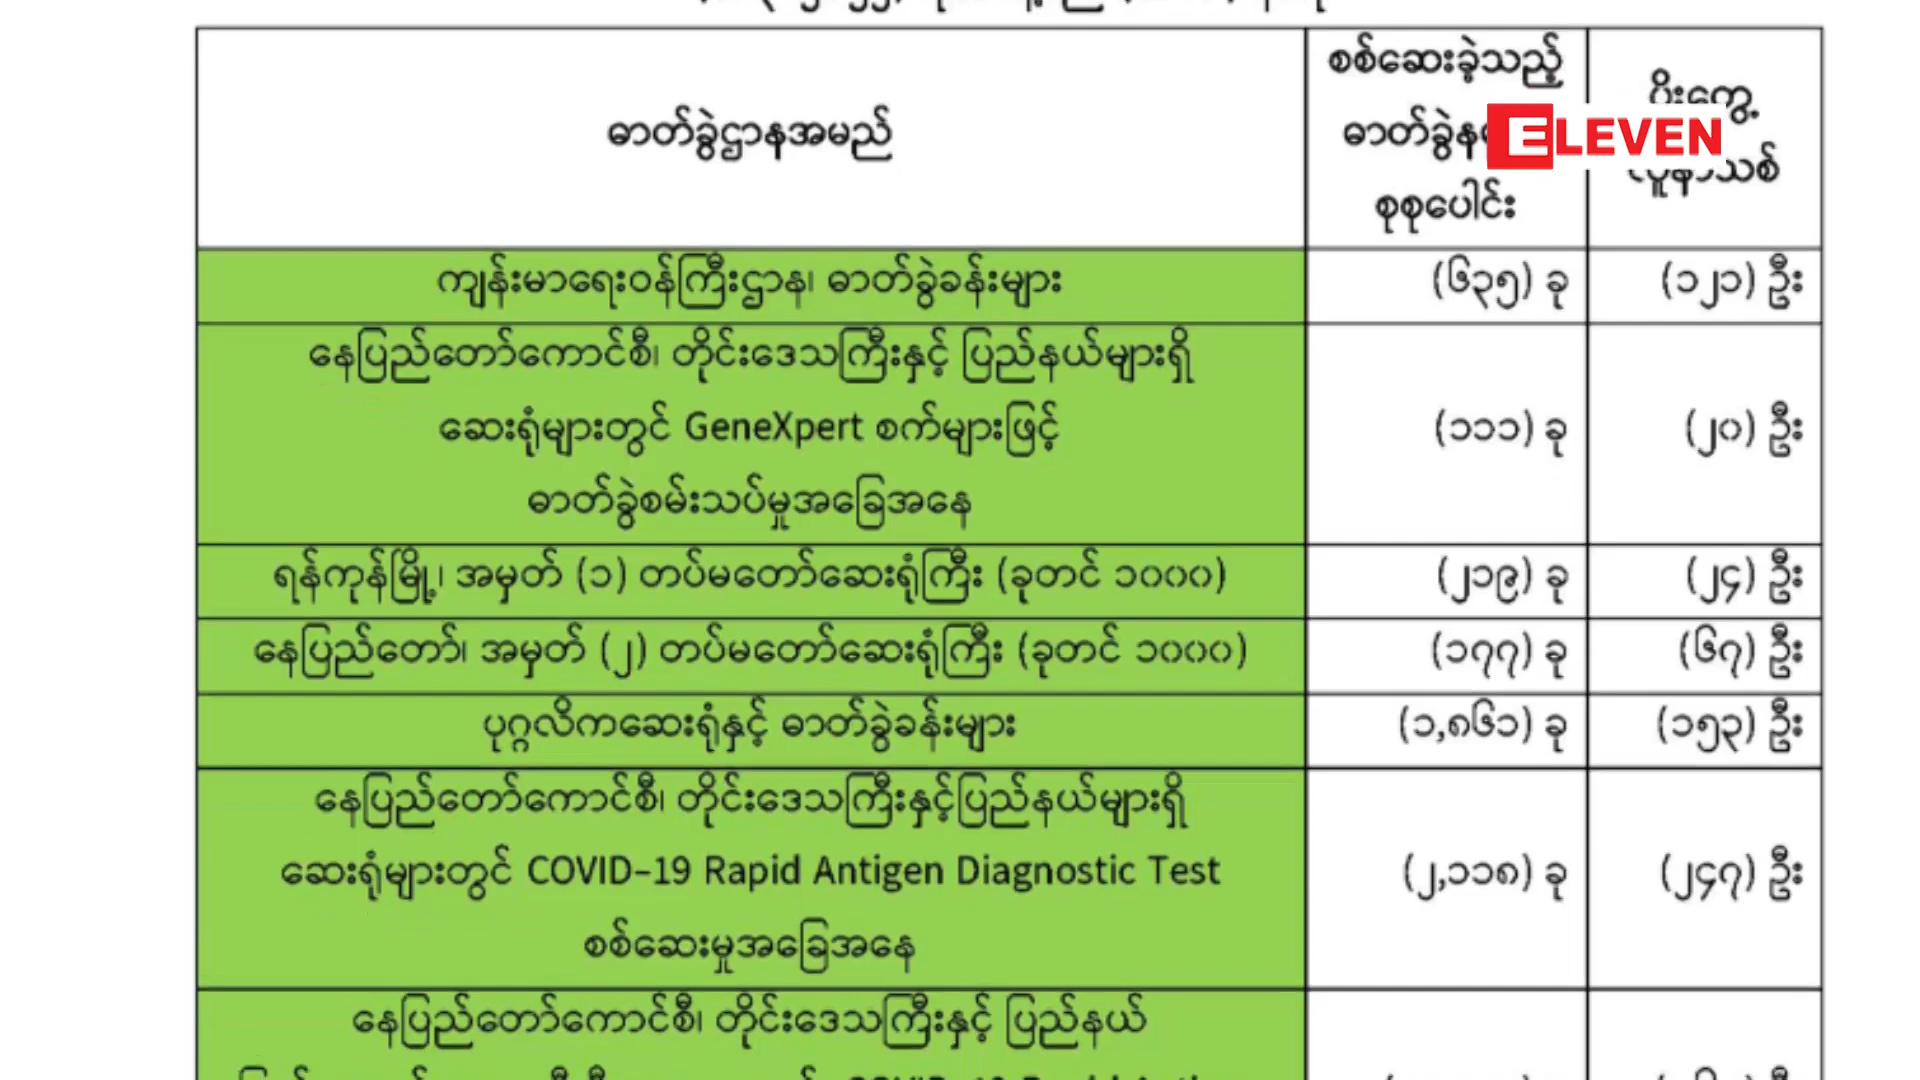 ဓာတ်ခွဲဌာနအမည်
စစ်ဆေးခဲ့သည့်
စုစုပေါင်း
ပိုးတွေ့
ELEVEN
ကျန်းမာရေးဝန်ကြီးဌာန၊ ဓာတ်ခွဲခန်းများ (၆၃၅) ခု (၁၂၁) ဦး
နေပြည်တော်ကောင်စီ၊ တိုင်းဒေသကြီးနှင့် ပြည်နယ်များရှိ
ဆေးရုံများတွင် GeneXpert စက်များဖြင့် (၁၁၁) ခု (၂၀) ဦး
ဓာတ်ခွဲစမ်းသပ်မှုအခြေအနေ
ရန်ကုန်မြို့၊ အမှတ် (၁) တပ်မတော်ဆေးရုံကြီး (ခုတင် ၁၀၀၀) (၂၁၉) ခု (၂၄) ဦး
နေပြည်တော်၊ အမှတ် (၂) တပ်မတော်ဆေးရုံကြီး (ခုတင် ၁၀၀၀) (၁၇၇) ခု (၆၇) ဦး
ပုဂ္ဂလိကဆေးရုံနှင့် ဓာတ်ခွဲခန်းများ (၁,၈၆၁) ခု (၁၅၃) ဦး
နေပြည်တော်ကောင်စီ၊ တိုင်းဒေသကြီးနှင့်ပြည်နယ်များရှိ
ဆေးရုံများတွင် COVID-19 Rapid Antigen Diagnostic Test (၂,၁၁၈) ခု (၂၄၇) ဦး
စစ်ဆေးမှုအခြေအနေ
နေပြည်တော်ကောင်စီ၊ တိုင်းဒေသကြီးနှင့် ပြည်နယ်